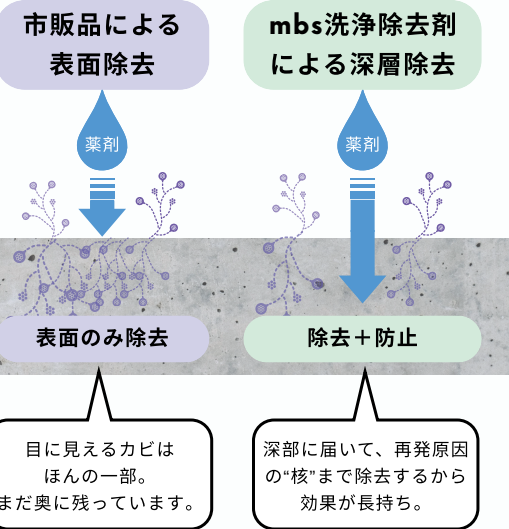 市販品による
表面除去
mbs洗浄除去剤
による深層除去
薬剤
薬剤
表面のみ除去
除去＋防止
目に見えるカビは
ほんの一部。
まだ奥に残っています。
深部に届いて、再発原因
の“核”まで除去するから
効果が長持ち。